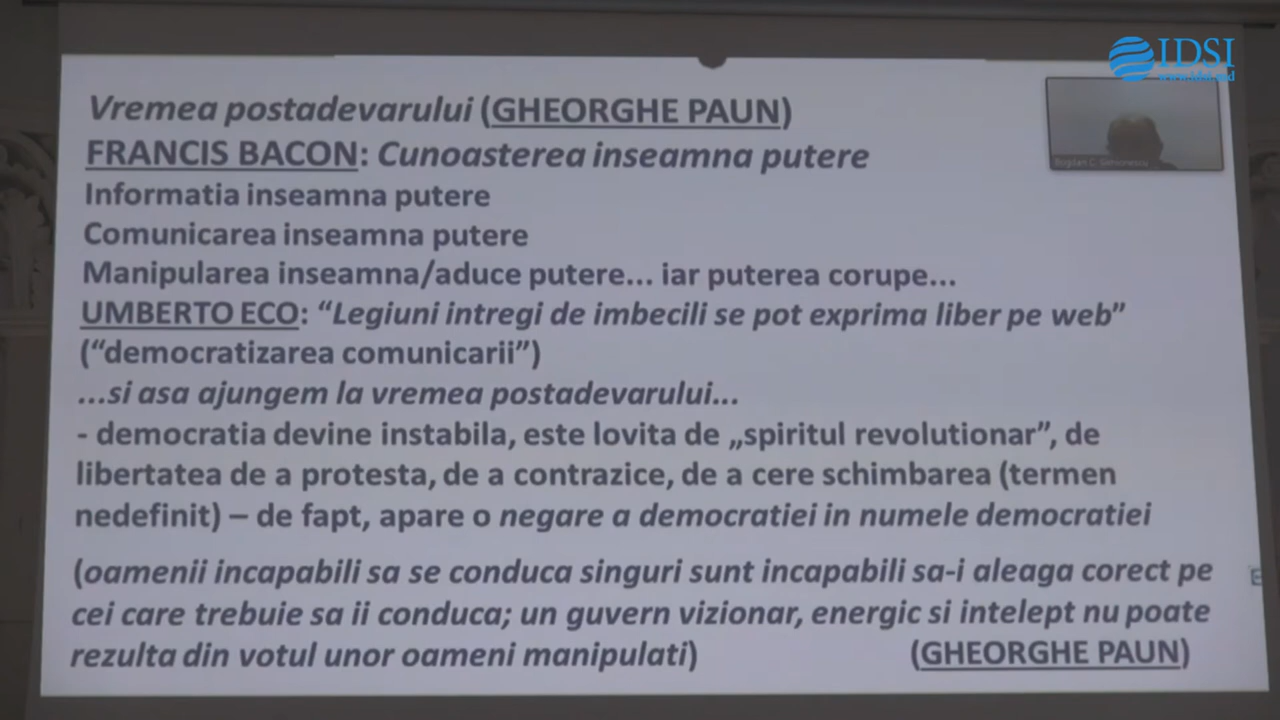 IDSI
www.idsi.md
Vremea postadevarului (GHEORGHE PAUN)
FRANCIS BACON: Cunoasterea inseamna putere
Informatia inseamna putere
Comunicarea inseamna putere
Manipularea inseamna/aduce putere... iar puterea corupe...
UMBERTO ECO: “Legiuni intregi de imbecili se pot exprima liber pe web”
(“democratizarea comunicarii”)
...si asa ajungem la vremea postadevarului...
- democratia devine instabila, este lovita de „spiritul revolutionar”, de
libertatea de a protesta, de a contrazice, de a cere schimbarea (termen
nedefinit) – de fapt, apare o negare a democratiei in numele democratiei
(oamenii incapabili sa se conduca singuri sunt incapabili sa-i aleaga corect pe
cei care trebuie sa ii conduca; un guvern vizionar, energic si intelept nu poate
rezulta din votul unor oameni manipulati) (GHEORGHE PAUN)
Bogdan C. Simionescu